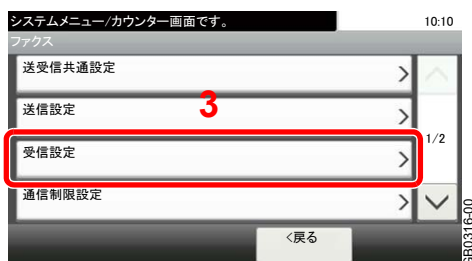 システムメニュー/カウンター画面です。
10:10
ファクス
送受信共通設定
送信設定
3
1/2
受信設定
通信制限設定
<戻る
GB0316-00